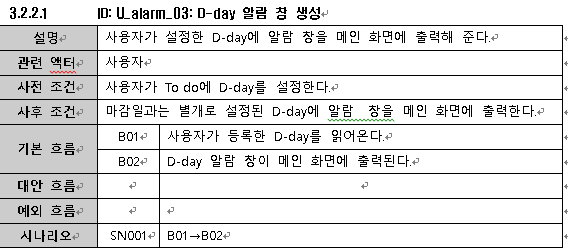 3.2.2.1 ID: U_alarm_03: D-day 알람 창 생성
설명 사용자가 설정한 D-day에 알람 창을 메인 화면에 출력해 준다.
관련 액터 사용자
사전 조건 사용자가 To do에 D-day를 설정한다.
사후 조건 마감일과는 별개로 설정된 D-day에 알람 창을 메인 화면에 출력한다.
기본 흐름 B01 사용자가 등록한 D-day를 읽어온다.
B02 D-day 알람 창이 메인 화면에 출력된다.
대안 흐름
예외 흐름
시나리오 SN001 B01→B02